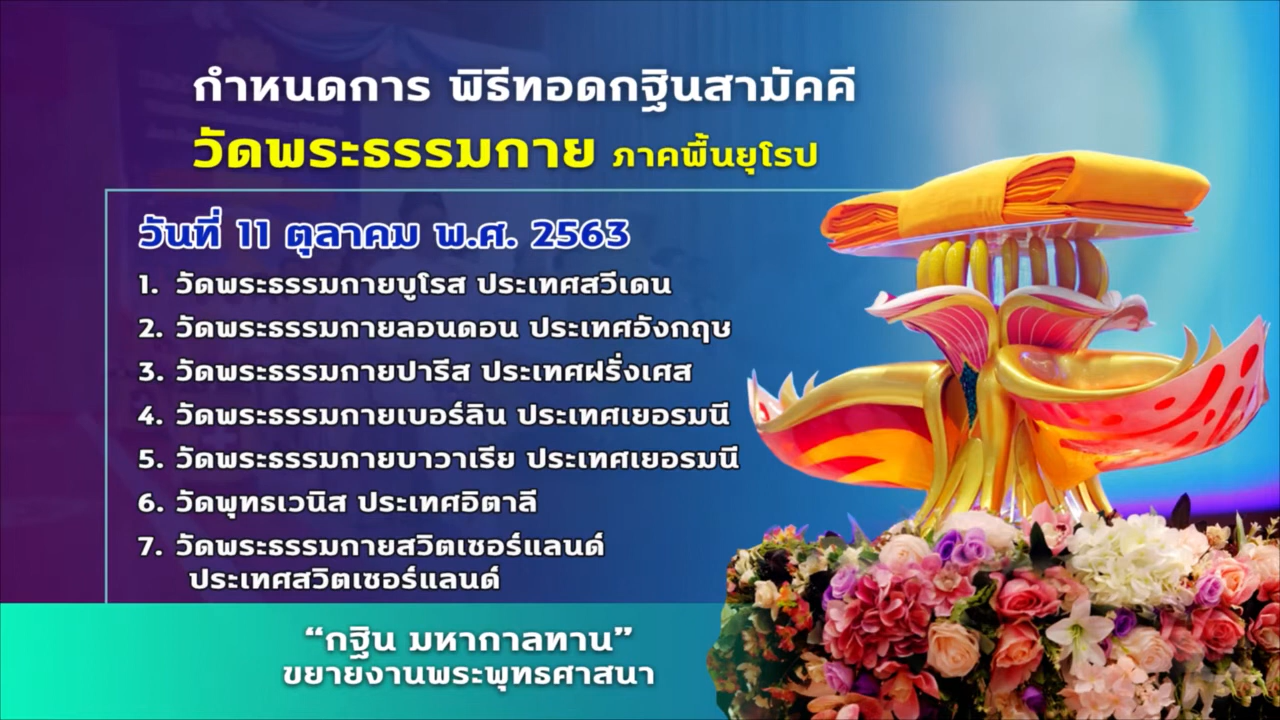 กำหนดการ พิธีทอดกฐินสามัคคี
วัดพระธรรมกาย ภาคพื้นยุโรป
วันที่ 11 ตุลาคม พ.ศ. 2563
1. วัดพระธรรมกายบูโรส ประเทศสวีเดน
2. วัดพระธรรมกายลอนดอน ประเทศอังกฤษ
3. วัดพระธรรมกายปารีส ประเทศฝรั่งเศส
4. วัดพระธรรมกายเบอร์ลิน ประเทศเยอรมนี
5. วัดพระธรรมกายบาวาเรีย ประเทศเยอรมนี
6. วัดพุทธเวนิส ประเทศอิตาลี
7. วัดพระธรรมกายสวิตเซอร์แลนด์
ประเทศสวิตเซอร์แลนด์
“กฐิน มหากาลทาน”
ขยายงานพระพุทธศาสนา